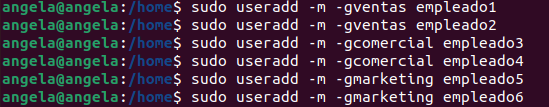 angela@angela:/home$ sudo useradd -m -gventas empleado1
angela@angela:/home$ sudo useradd -m -gventas empleado2
angela@angela:/home$ sudo useradd -m -gcomercial empleado3
angela@angela:/home$ sudo useradd -m -gcomercial empleado4
angela@angela:/home$ sudo useradd -m -gmarketing empleado5
angela@angela:/home$ sudo useradd -m -gmarketing empleado6